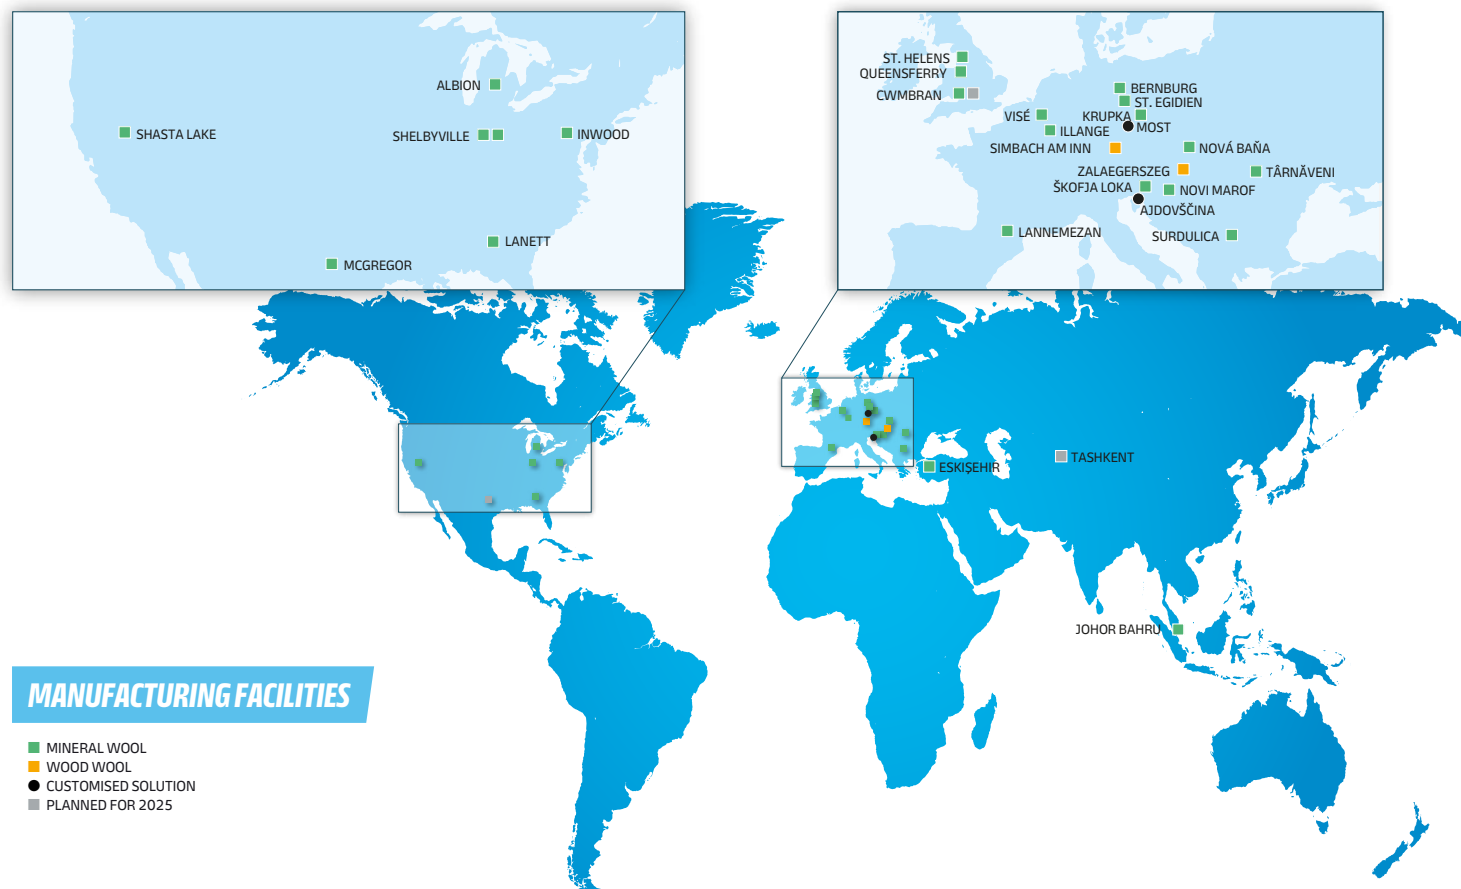 ALBION
SHASTA LAKE
SHELBYVILLE
INWOOD
LANETT
MCGREGOR
ST. HELENS
QUEENSFERRY
CWMBRAN
BERNBURG
ST. EGIDIEN
VISÉ
KRUPKA
ILLANGE
MOST
SIMBACH AM INN
NOVÁ BAŇA
ZALAEGERSZEG
TÂRNĂVENI
ŠKOFJA LOKA
NOVI MAROF
AJDOVŠČINA
LANNEMEZAN
SURDULICA
ESKIŞEHIR
TASHKENT
JOHOR BAHRU
MANUFACTURING FACILITIES
MINERAL WOOL
WOOD WOOL
CUSTOMISED SOLUTION
PLANNED FOR 2025